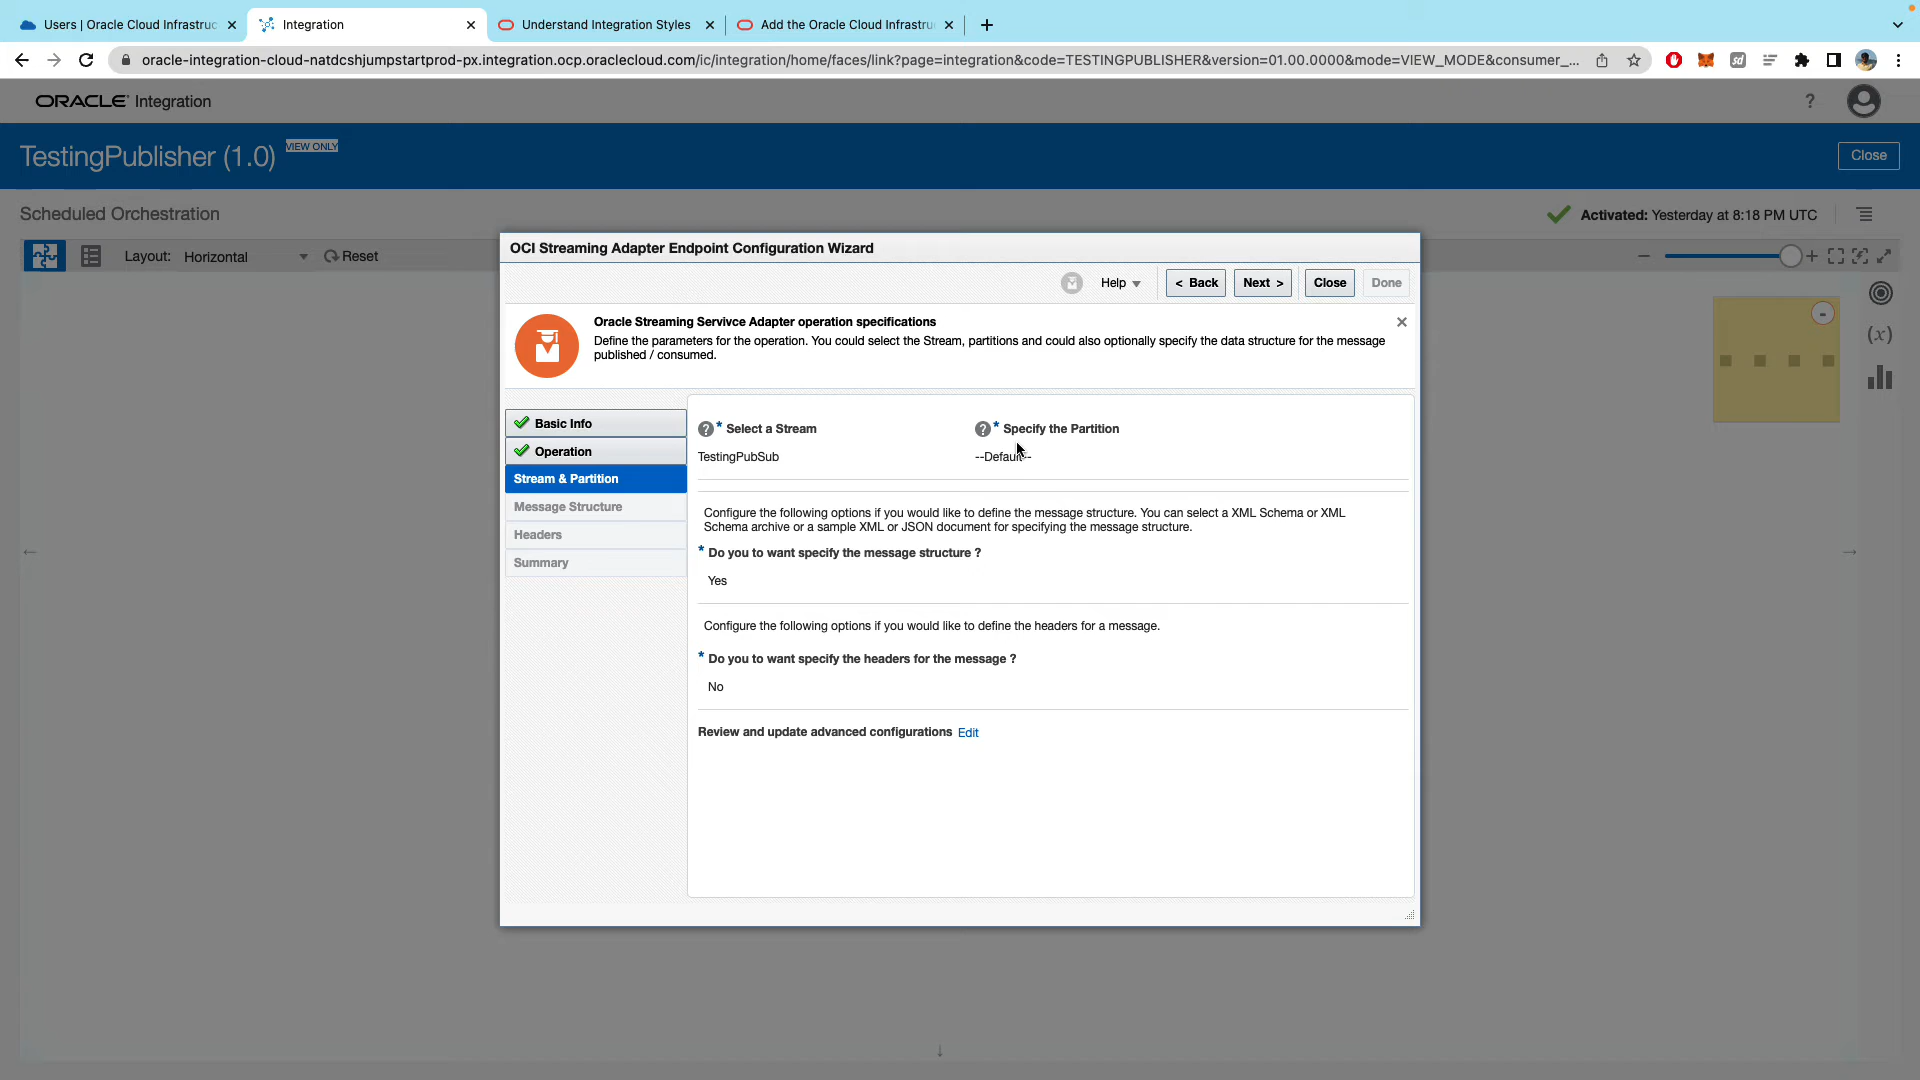 Users | Oracle Cloud Infrastruc
Integration
Understand Integration Styles
Add the Oracle Cloud Infrastru
oracle-integration-cloud-natdcshjumpstartprod-px.integration.ocp.oraclecloud.com/ic/integration/home/faces/link?page=integration&code=TESTINGPUBLISHER&version=01.00.0000&mode=VIEW_MODE&consumer_...
ORACLE Integration
TestingPublisher (1.0) VIEW ONLY
Close
Scheduled Orchestration
Activated: Yesterday at 8:18 PM UTC
Layout: Horizontal
Reset
OCI Streaming Adapter Endpoint Configuration Wizard
Help
< Back
Next >
Close
Done
Oracle Streaming Servivce Adapter operation specifications
Define the parameters for the operation. You could select the Stream, partitions and could also optionally specify the data structure for the message
published / consumed.
Basic Info
Operation
Stream & Partition
Message Structure
Headers
Summary
* Select a Stream
* Specify the Partition
TestingPubSub
--Default--
Configure the following options if you would like to define the message structure. You can select a XML Schema or XML
Schema archive or a sample XML or JSON document for specifying the message structure.
* Do you to want specify the message structure ?
Yes
Configure the following options if you would like to define the headers for a message.
* Do you to want specify the headers for the message ?
No
Review and update advanced configurations Edit
(x)